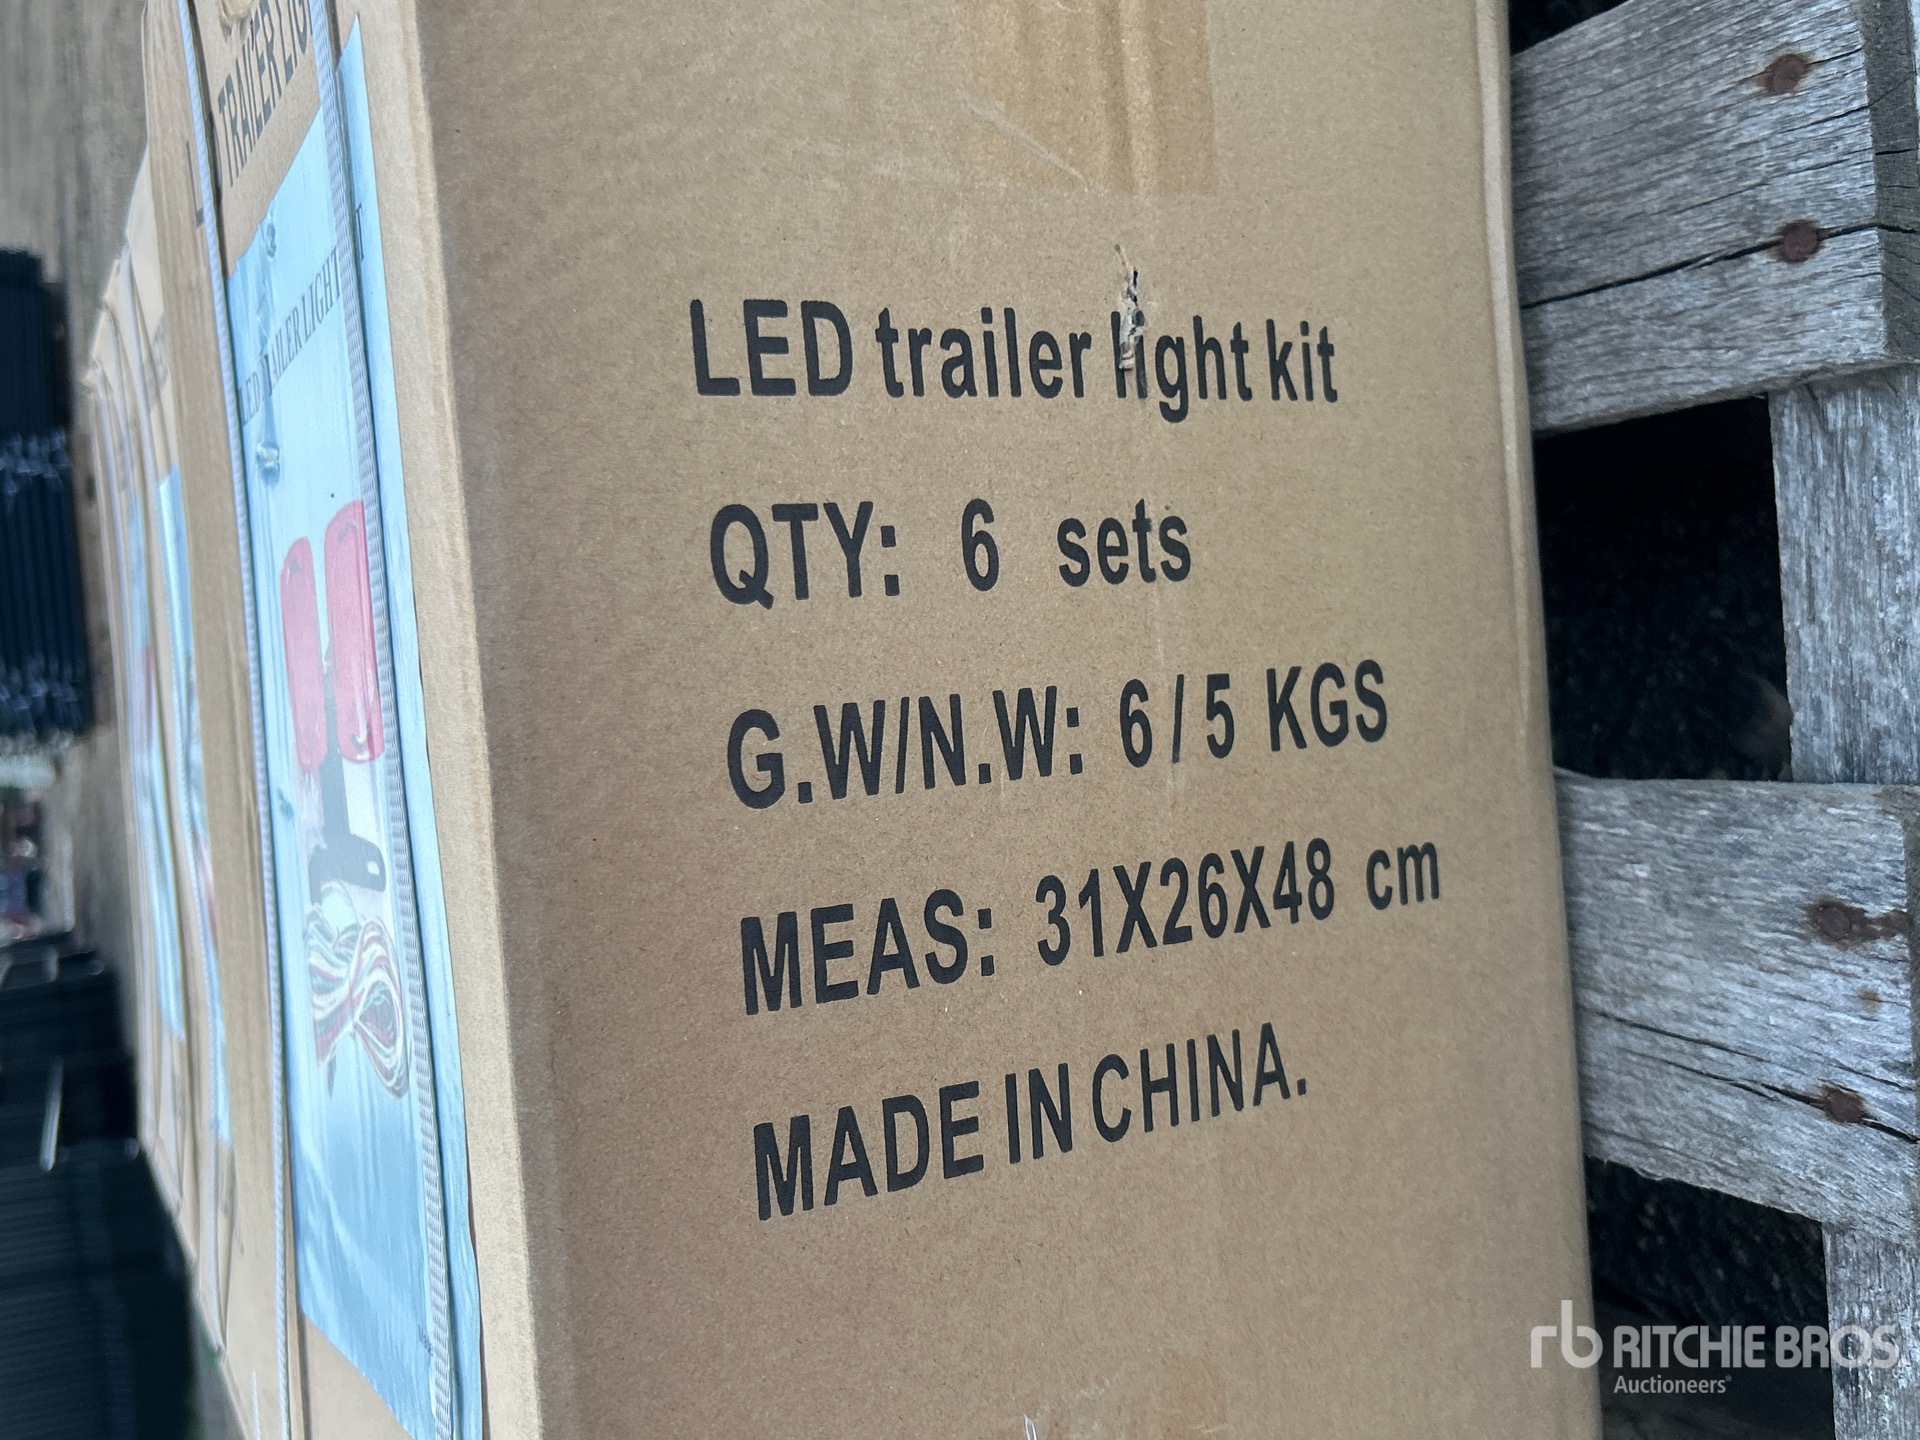 TRAILER LIG
LED TRAILER LIGHT
LED trailer light kit
QTY: 6 sets
G.W/N.W: 6/5 KGS
MEAS: 31X26X48 cm
MADE IN CHINA.
rb RITCHIE BROS
Auctioneers